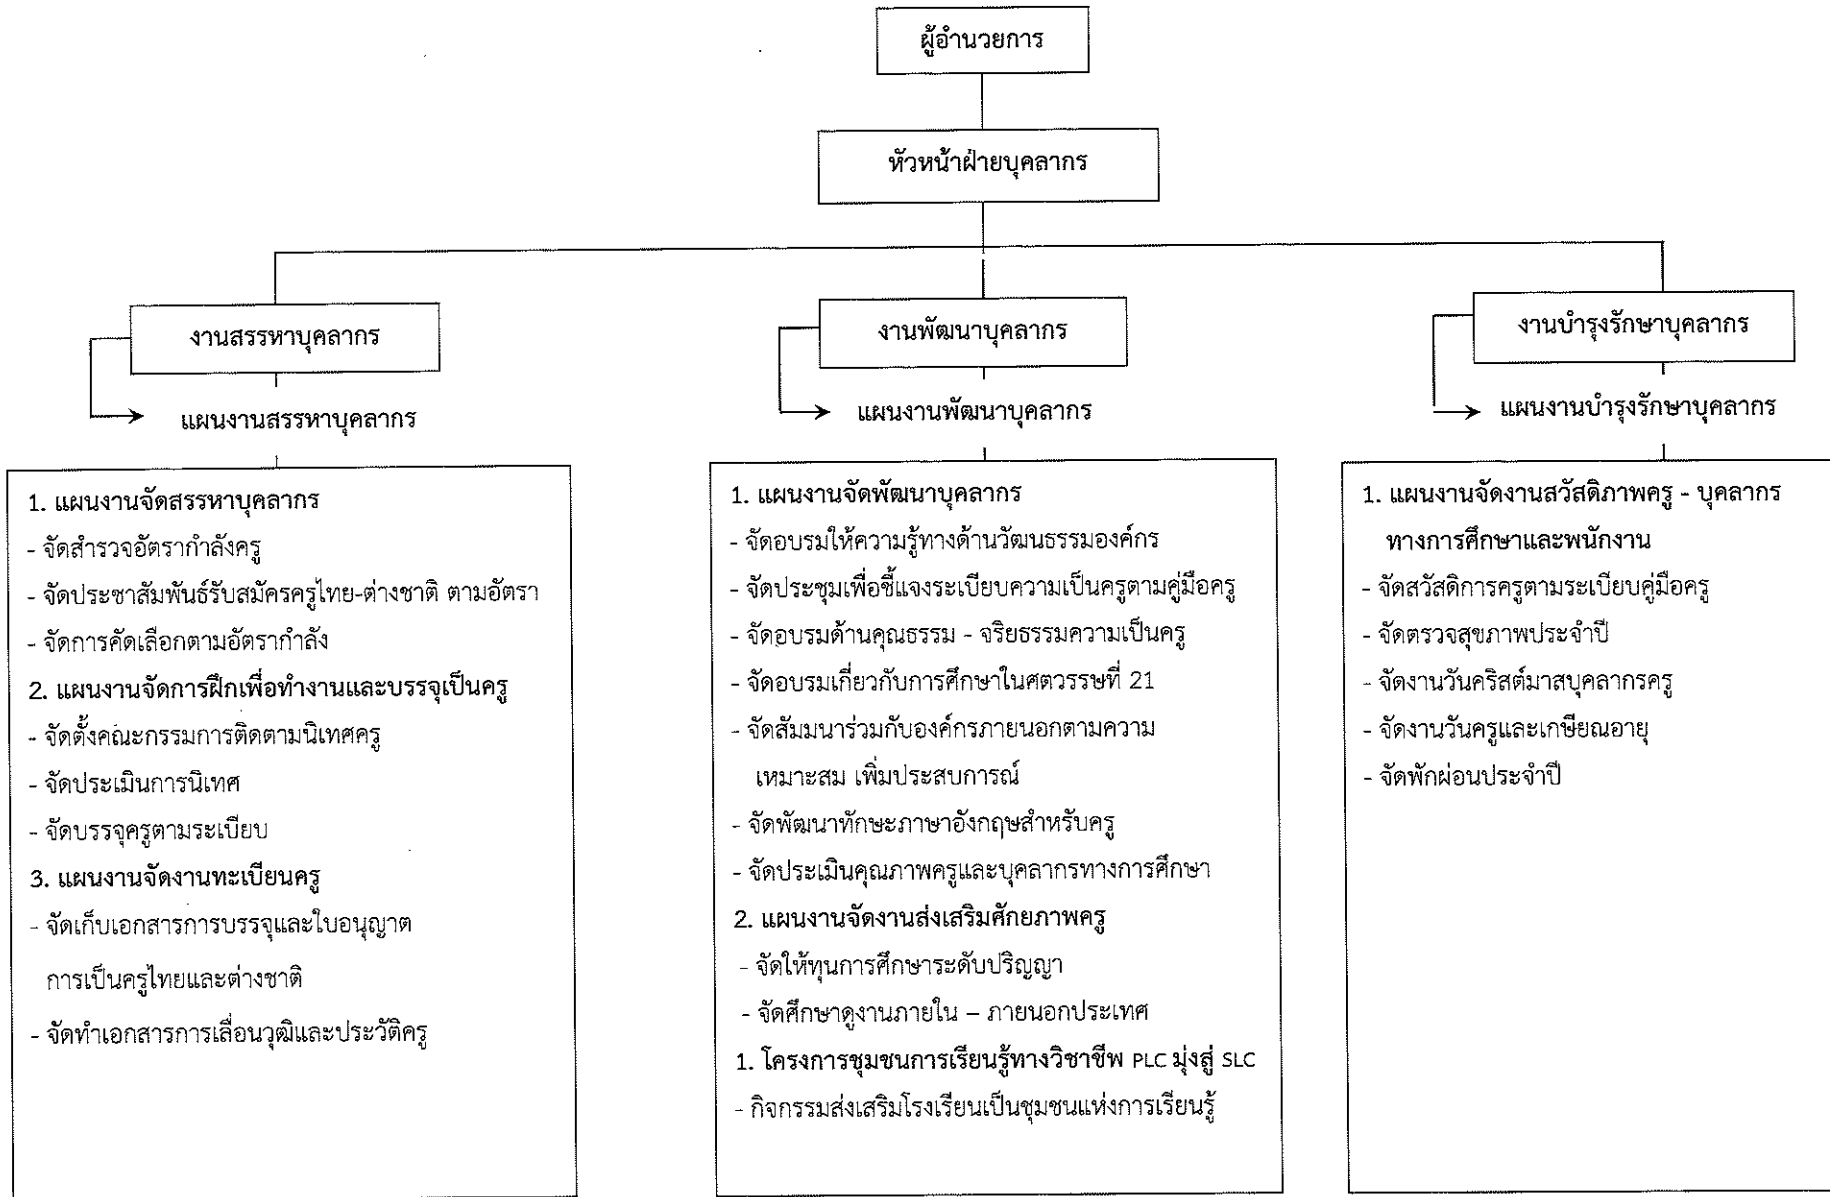 ผู้อำนวยการ
หัวหน้าฝ่ายบุคลากร
งานสรรหาบุคลากร
แผนงานสรรหาบุคลากร
1. แผนงานจัดสรรหาบุคลากร
- จัดสำรวจอัตรากำลังครู
- จัดประชาสัมพันธ์รับสมัครครูไทย-ต่างชาติ ตามอัตรา
- จัดการคัดเลือกตามอัตรากำลัง
2. แผนงานจัดการฝึกเพื่อทำงานและบรรจุเป็นครู
- จัดตั้งคณะกรรมการติดตามนิเทศครู
- จัดประเมินการนิเทศ
- จัดบรรจุครูตามระเบียบ
3. แผนงานจัดงานทะเบียนครู
- จัดเก็บเอกสารการบรรจุและใบอนุญาต
การเป็นครูไทยและต่างชาติ
- จัดทำเอกสารการเลื่อนวุฒิและประวัติครู
งานพัฒนาบุคลากร
แผนงานพัฒนาบุคลากร
1. แผนงานจัดพัฒนาบุคลากร
- จัดอบรมให้ความรู้ทางด้านวัฒนธรรมองค์กร
- จัดประชุมเพื่อชี้แจงระเบียบความเป็นครูตามคู่มือครู
- จัดอบรมด้านคุณธรรม - จริยธรรมความเป็นครู
- จัดอบรมเกี่ยวกับการศึกษาในศตวรรษที่ 21
- จัดสัมมนาร่วมกับองค์กรภายนอกตามความ
เหมาะสม เพิ่มประสบการณ์
- จัดพัฒนาทักษะภาษาอังกฤษสำหรับครู
- จัดประเมินคุณภาพครูและบุคลากรทางการศึกษา
2. แผนงานจัดงานส่งเสริมศักยภาพครู
- จัดให้ทุนการศึกษาระดับปริญญา
- จัดศึกษาดูงานภายใน – ภายนอกประเทศ
1. โครงการชุมชนการเรียนรู้ทางวิชาชีพ PLC มุ่งสู่ SLC
- กิจกรรมส่งเสริมโรงเรียนเป็นชุมชนแห่งการเรียนรู้
งานบำรุงรักษาบุคลากร
แผนงานบำรุงรักษาบุคลากร
1. แผนงานจัดงานสวัสดิภาพครู - บุคลากร
ทางการศึกษาและพนักงาน
- จัดสวัสดิการครูตามระเบียบคู่มือครู
- จัดตรวจสุขภาพประจำปี
- จัดงานวันคริสต์มาสบุคลากรครู
- จัดงานวันครูและเกษียณอายุ
- จัดพักผ่อนประจำปี